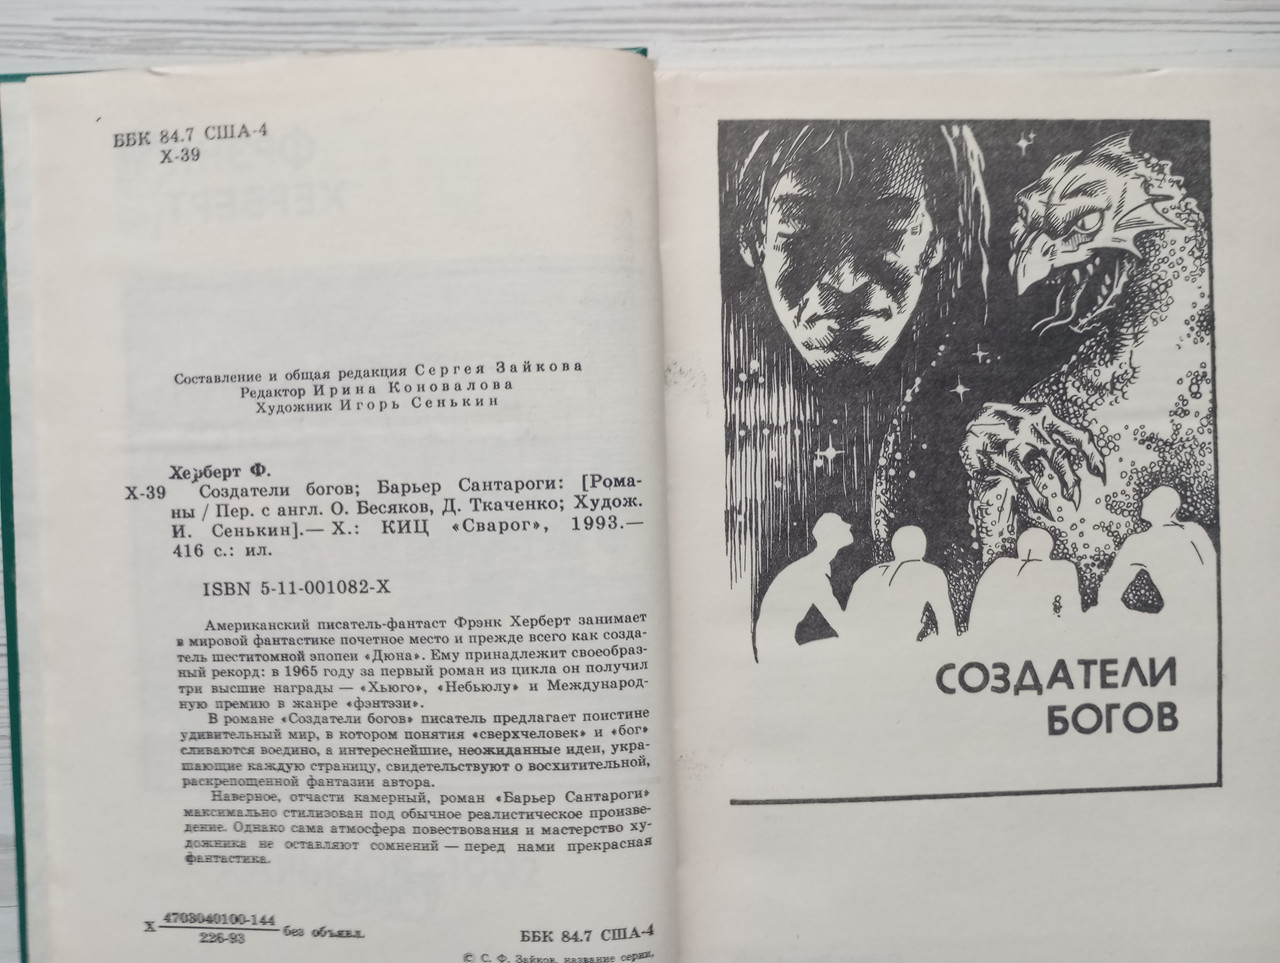 ББК 84.7 США-4
Х-39
Составление и общая редакция Сергея Зайкова
Редактор Ирина Коновалова
Художник Игорь Сенькин
Херберт Ф.
Х-39 Создатели богов; Барьер Сантароги: [Рома-
ны / Пер. с англ. О. Бесяков, Д. Ткаченко; Худож.
И. Сенькин].— Х.: КИЦ «Сварог», 1993.—
416 с.: ил.
ISBN 5-11-001082-X
Американский писатель-фантаст Фрэнк Херберт занимает
в мировой фантастике почетное место и прежде всего как созда-
тель шеститомной эпопеи «Дюна». Ему принадлежит своеобраз-
ный рекорд: в 1965 году за первый роман из цикла он получил
три высшие награды — «Хьюго», «Небьюлу» и Международ-
ную премию в жанре «фэнтэзи».
В романе «Создатели богов» писатель предлагает поистине
удивительный мир, в котором понятия «сверхчеловек» и «бог»
сливаются воедино, а интереснейшие, неожиданные идеи, укра-
шающие каждую страницу, свидетельствуют о восхитительной,
раскрепощенной фантазии автора.
Наверное, отчасти камерный, роман «Барьер Сантароги»
максимально стилизован под обычное реалистическое произве-
дение. Однако сама атмосфера повествования и мастерство ху-
дожника не оставляют сомнений — перед нами прекрасная
фантастика.
Х 4703040100-144
226-93 без объявл.
ББК 84.7 США-4
© С. Ф. Зайков, название серии,
СОЗДАТЕЛИ
БОГОВ